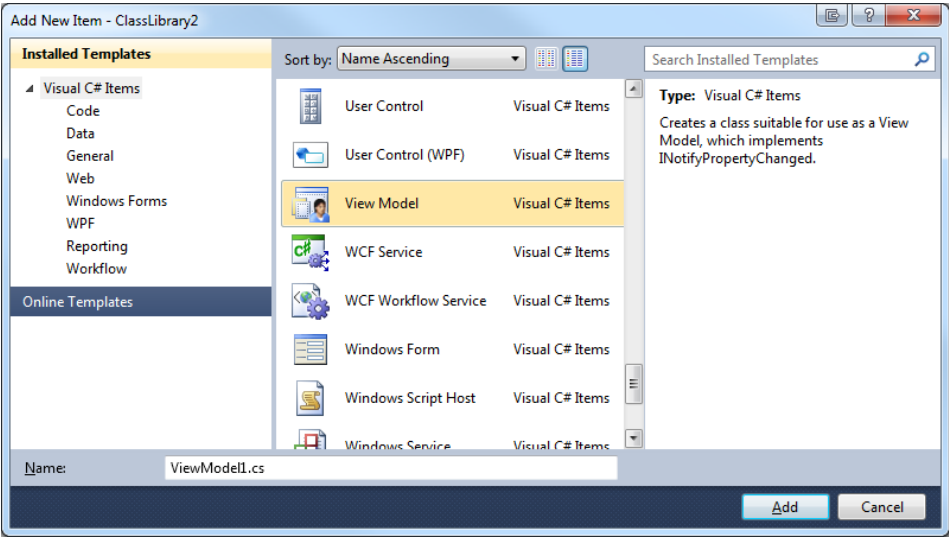 Add New Item - ClassLibrary2
Installed Templates
Sort by: Name Ascending
Search Installed Templates
Visual C# Items
Code
Data
General
Web
Windows Forms
WPF
Reporting
Workflow
Online Templates
User Control Visual C# Items
User Control (WPF) Visual C# Items
View Model Visual C# Items
C# WCF Service Visual C# Items
WCF Workflow Service Visual C# Items
Windows Form Visual C# Items
Windows Script Host Visual C# Items
Windows Service Visual C# Items
Type: Visual C# Items
Creates a class suitable for use as a View
Model, which implements
INotifyPropertyChanged.
Name: ViewModel1.cs
Add Cancel